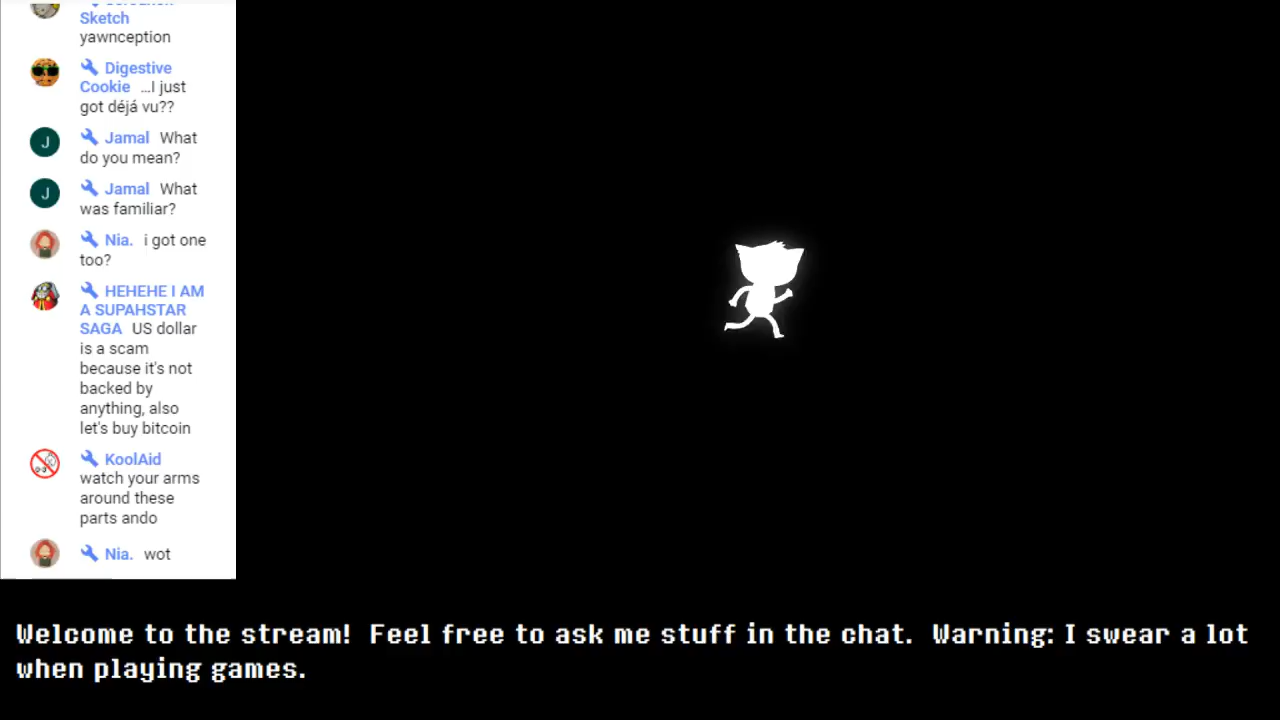 Sketch
yawnception
Digestive
Cookie ...I just
got déjá vu??
J
Jamal What
do you mean?
J
Jamal What
was familiar?
Nia. i got one
too?
HEHEHE I AM
A SUPAHSTAR
SAGA US dollar
is a scam
because it's not
backed by
anything, also
let's buy bitcoin
KoolAid
watch your arms
around these
parts ando
Nia. wot
Welcome to the stream! Feel free to ask me stuff in the chat. Warning: I swear a lot
when playing games.